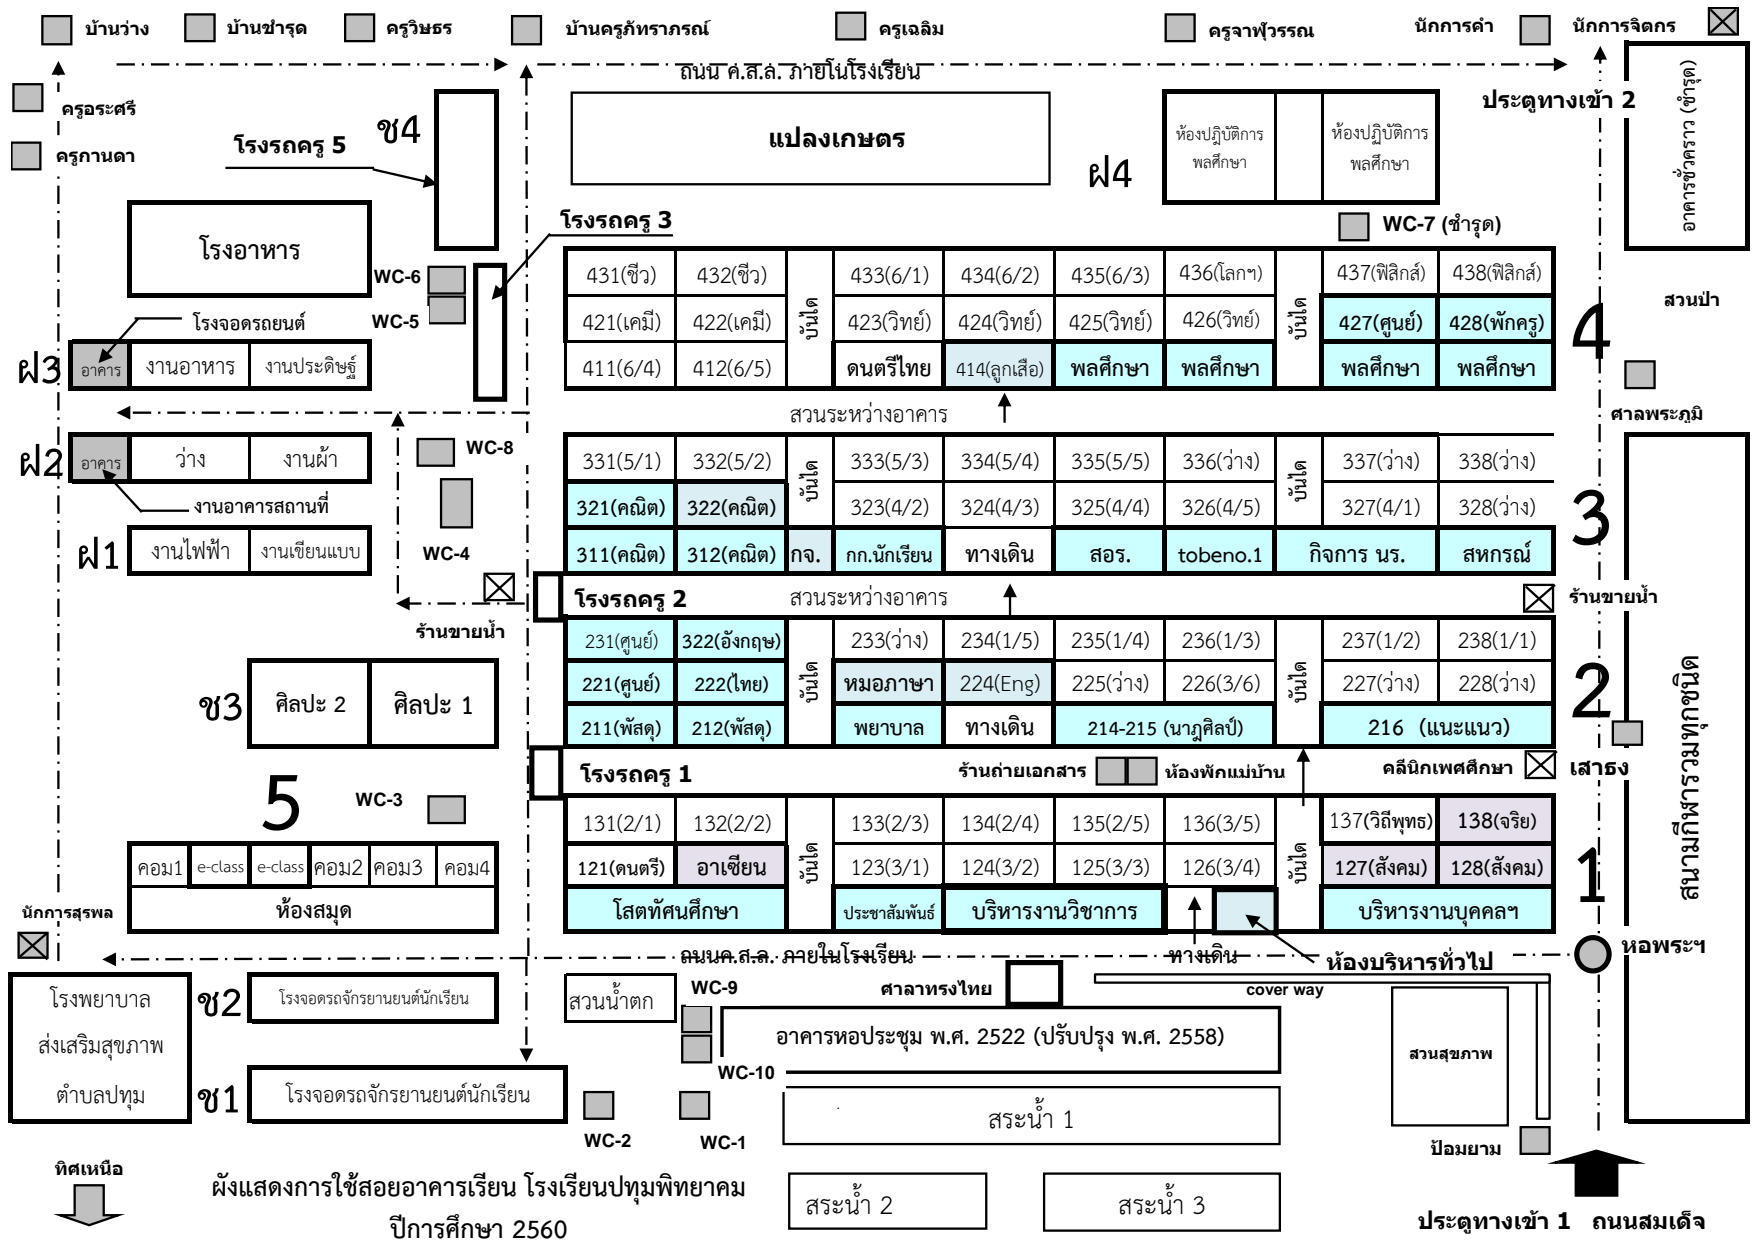 บ้านว่าง บ้านชำรุด ครูวิษธร บ้านครูภัทราภรณ์ ครูเฉลิม ครูจาฬุวรรณ นักการคำ นักการจิตกร
ถนน ค.ส.ล. ภายในโรงเรียน
ครูอระศรี
ครูกานดา
โรงรถครู 5
ช4
แปลงเกษตร
ฝ4
ห้องปฏิบัติการ
พลศึกษา
ห้องปฏิบัติการ
พลศึกษา
ประตูทางเข้า 2
อาคารชั่วคราว (ชำรุด)
โรงอาหาร
โรงรถครู 3
WC-7 (ชำรุด)
WC-6
WC-5
431(ชีว) 432(ชีว) บันได 433(6/1) 434(6/2) 435(6/3) 436(โลกฯ) บันได 437(ฟิสิกส์) 438(ฟิสิกส์)
421(เคมี) 422(เคมี) 423(วิทย์) 424(วิทย์) 425(วิทย์) 426(วิทย์) 427(ศูนย์) 428(พักครู)
411(6/4) 412(6/5) ดนตรีไทย 414(ลูกเสือ) พลศึกษา พลศึกษา พลศึกษา พลศึกษา
4
สวนป่า
โรงจอดรถยนต์
ฝ3 อาคาร งานอาหาร งานประดิษฐ์
ศาลพระภูมิ
สวนระหว่างอาคาร
ฝ2 อาคาร ว่าง งานผ้า
WC-8
งานอาคารสถานที่
ฝ1 งานไฟฟ้า งานเขียนแบบ
WC-4
331(5/1) 332(5/2) บันได 333(5/3) 334(5/4) 335(5/5) 336(ว่าง) บันได 337(ว่าง) 338(ว่าง)
321(คณิต) 322(คณิต) 323(4/2) 324(4/3) 325(4/4) 326(4/5) 327(4/1) 328(ว่าง)
311(คณิต) 312(คณิต) กจ. กก.นักเรียน ทางเดิน สอร. tobeno.1 กิจการ นร. สหกรณ์
3
ร้านขายน้ำ
โรงรถครู 2
สวนระหว่างอาคาร
ร้านขายน้ำ
231(ศูนย์) 322(อังกฤษ) บันได 233(ว่าง) 234(1/5) 235(1/4) 236(1/3) บันได 237(1/2) 238(1/1)
221(ศูนย์) 222(ไทย) หมอภาษา 224(Eng) 225(ว่าง) 226(3/6) 227(ว่าง) 228(ว่าง)
211(พัสดุ) 212(พัสดุ) พยาบาล ทางเดิน 214-215 (นาฏศิลป์) 216 (แนะแนว)
2
ช3 ศิลปะ 2 ศิลปะ 1
สนามกีฬารวมทุกชนิด
โรงรถครู 1 ร้านถ่ายเอกสาร ห้องพักแม่บ้าน คลีนิกเพศศึกษา เสาธง
5
WC-3
131(2/1) 132(2/2) บันได 133(2/3) 134(2/4) 135(2/5) 136(3/5) บันได 137(วิถีพุทธ) 138(จริย)
121(ดนตรี) อาเซียน 123(3/1) 124(3/2) 125(3/3) 126(3/4) 127(สังคม) 128(สังคม)
โสตทัศนศึกษา ประชาสัมพันธ์ บริหารงานวิชาการ บริหารงานบุคคลฯ
1
คอม1 e-class e-class คอม2 คอม3 คอม4
ห้องสมุด
นักการสุรพล
ถนนค.ส.ล. ภายในโรงเรียน
ทางเดิน
ห้องบริหารทั่วไป
หอพระฯ
โรงพยาบาล
ส่งเสริมสุขภาพ
ตำบลปทุม
ช2 โรงจอดรถจักรยานยนต์นักเรียน
สวนน้ำตก
WC-9
ศาลาทรงไทย
cover way
อาคารหอประชุม พ.ศ. 2522 (ปรับปรุง พ.ศ. 2558)
สวนสุขภาพ
WC-10
ช1 โรงจอดรถจักรยานยนต์นักเรียน
สระน้ำ 1
WC-2
WC-1
ป้อมยาม
ทิศเหนือ
ผังแสดงการใช้สอยอาคารเรียน โรงเรียนปทุมพิทยาคม
ปีการศึกษา 2560
สระน้ำ 2
สระน้ำ 3
ประตูทางเข้า 1 ถนนสมเด็จ